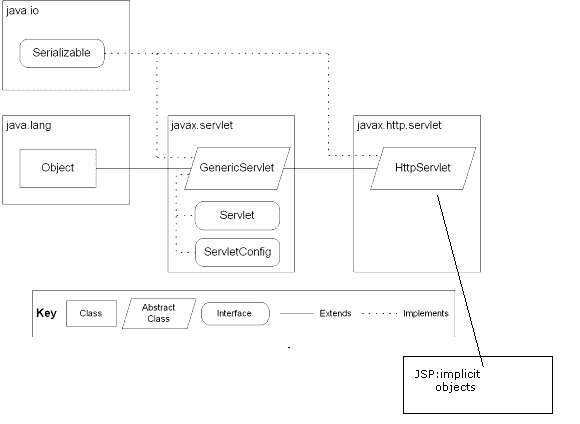 java.io
Serializable
java.lang
javax.servlet
javax.http.servlet
Object
GenericServlet
HttpServlet
Servlet
ServletConfig
Key
Class
Abstract
Class
Interface
Extends
Implements
JSP:implicit
objects